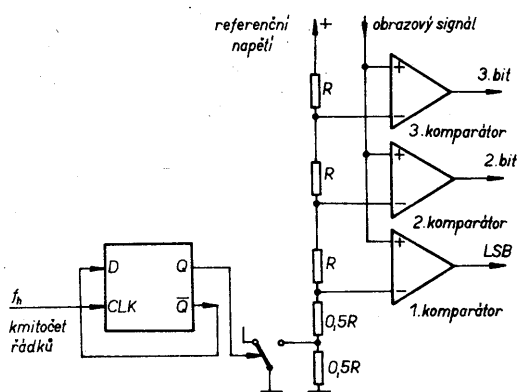 referenční
napětí
+
obrazový signál
R
+
−
3. bit
3. komparátor
R
+
−
2. bit
2. komparátor
R
+
−
LSB
1. komparátor
0,5R
0,5R
D
Q
CLK
Q̅
f_h
kmitočet
řádků